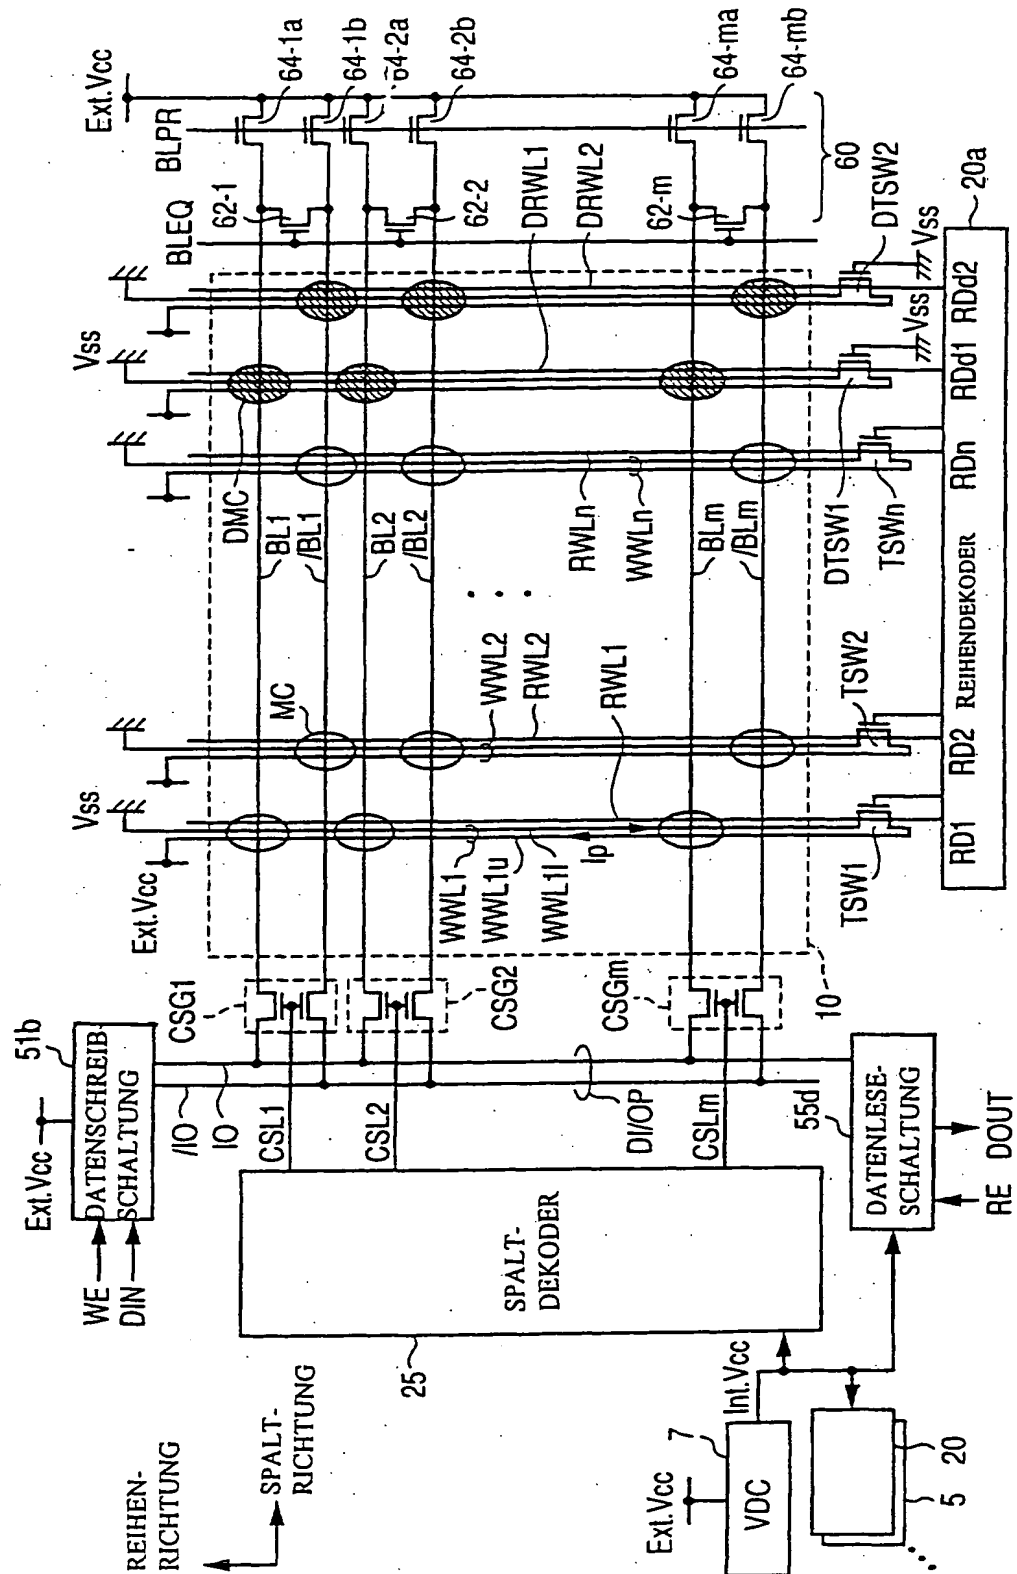 REIHEN-
RICHTUNG
SPALT-
RICHTUNG
Ext.Vcc
7
VDC
Int.Vcc
20
5
25
SPALT-
DEKODER
WE
DIN
Ext.Vcc
51b
DATENSCHREIB-
SCHALTUNG
/IO
IO
CSL1
CSL2
CSLm
DI/OP
55d
DATENLESE-
SCHALTUNG
RE
DOUT
CSG1
CSG2
CSGm
10
Ext.Vcc
Vss
WWL1
WWL1u
WWL1l
Ip
RWL1
TSW1
MC
WWL2
RWL2
TSW2
BL1
/BL1
BL2
/BL2
BLm
/BLm
RWLn
WWLn
TSWn
DMC
Vss
DTSW1
DRWL1
DRWL2
DTSW2
Vss
Vss
RD1
RD2
REIHENDEKODER
RDn
RDd1
RDd2
20a
BLEQ
62-1
62-2
62-m
60
BLPR
Ext.Vcc
64-1a
64-1b
64-2a
64-2b
64-ma
64-mb